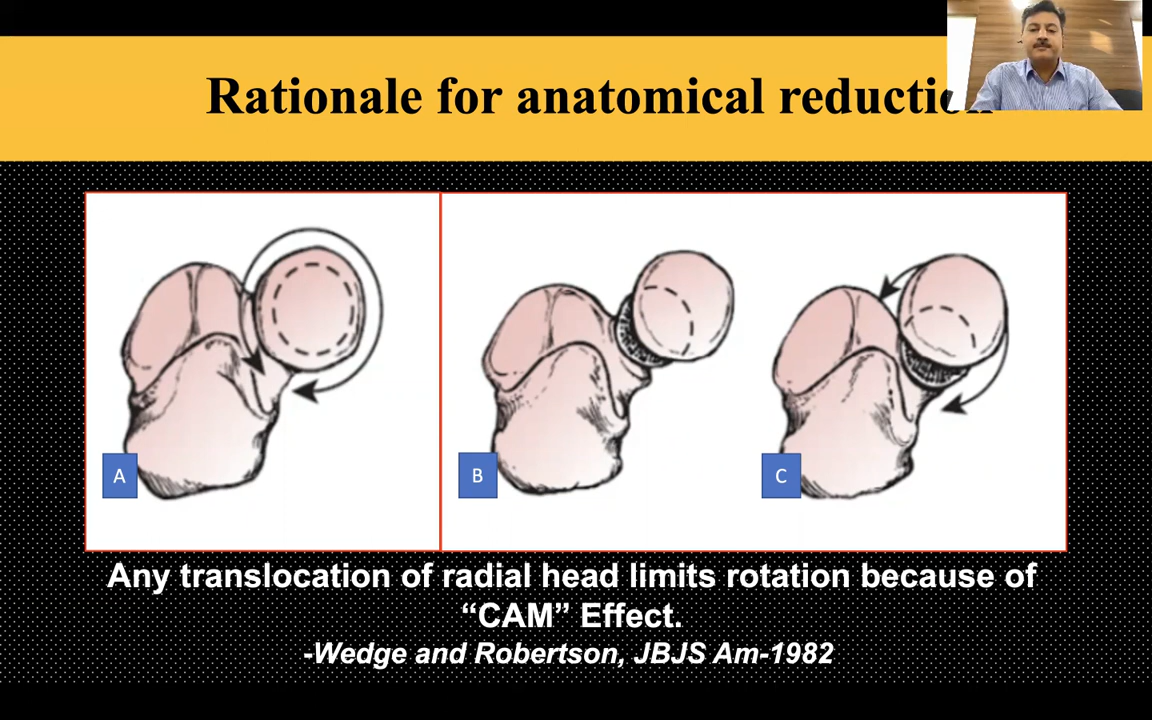 Rationale for anatomical reduction
A
B
C
Any translocation of radial head limits rotation because of
“CAM” Effect.
-Wedge and Robertson, JBJS Am-1982